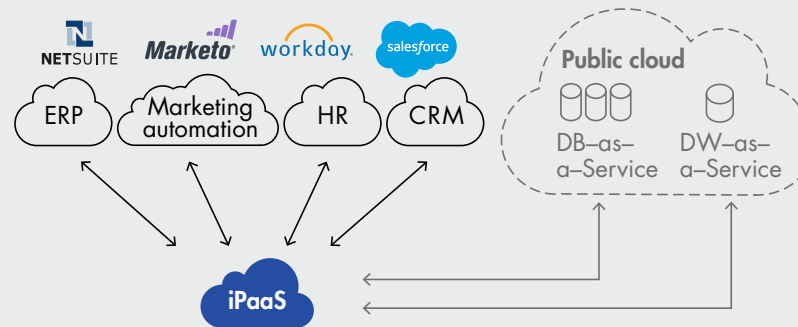 NETSUITE
Marketo
workday.
salesforce
ERP
Marketing
automation
HR
CRM
Public cloud
DB–as–
a–Service
DW–as–
a–Service
iPaaS